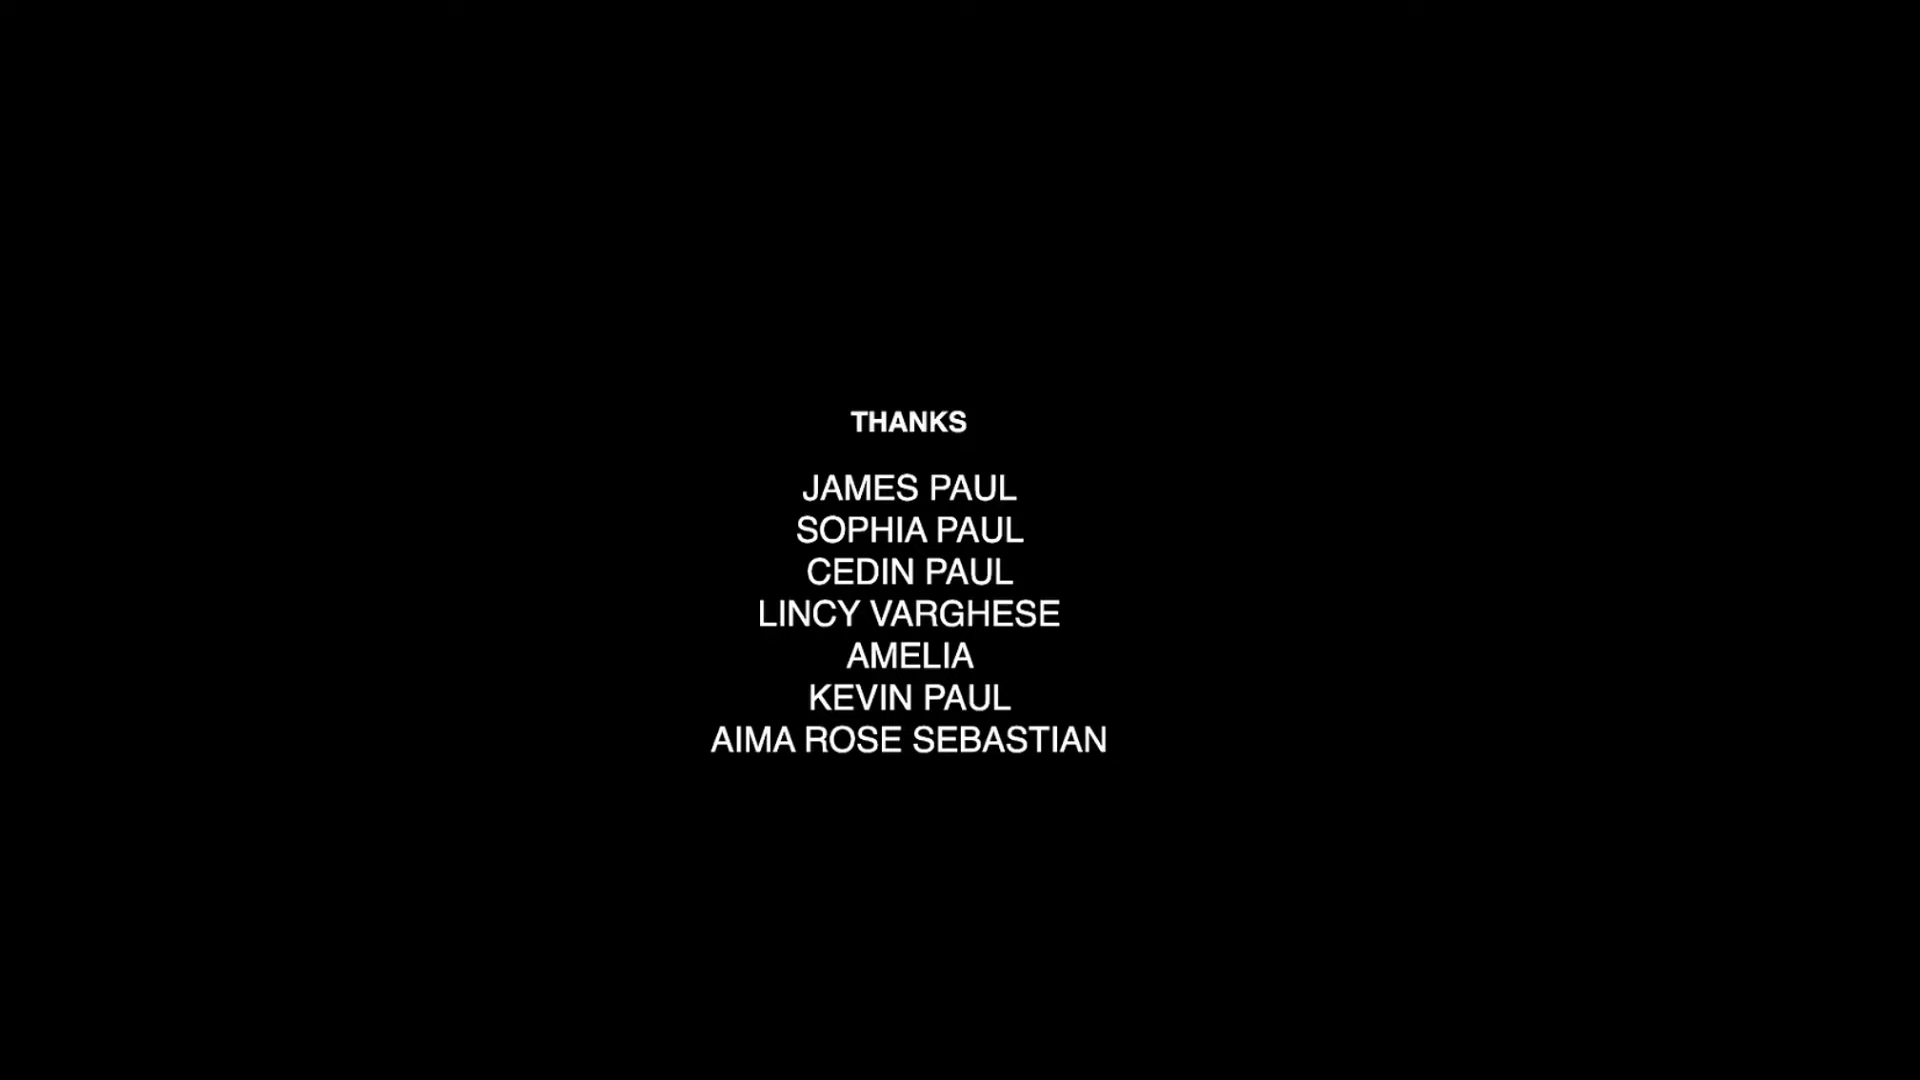 THANKS
JAMES PAUL
SOPHIA PAUL
CEDIN PAUL
LINCY VARGHESE
AMELIA
KEVIN PAUL
AIMA ROSE SEBASTIAN